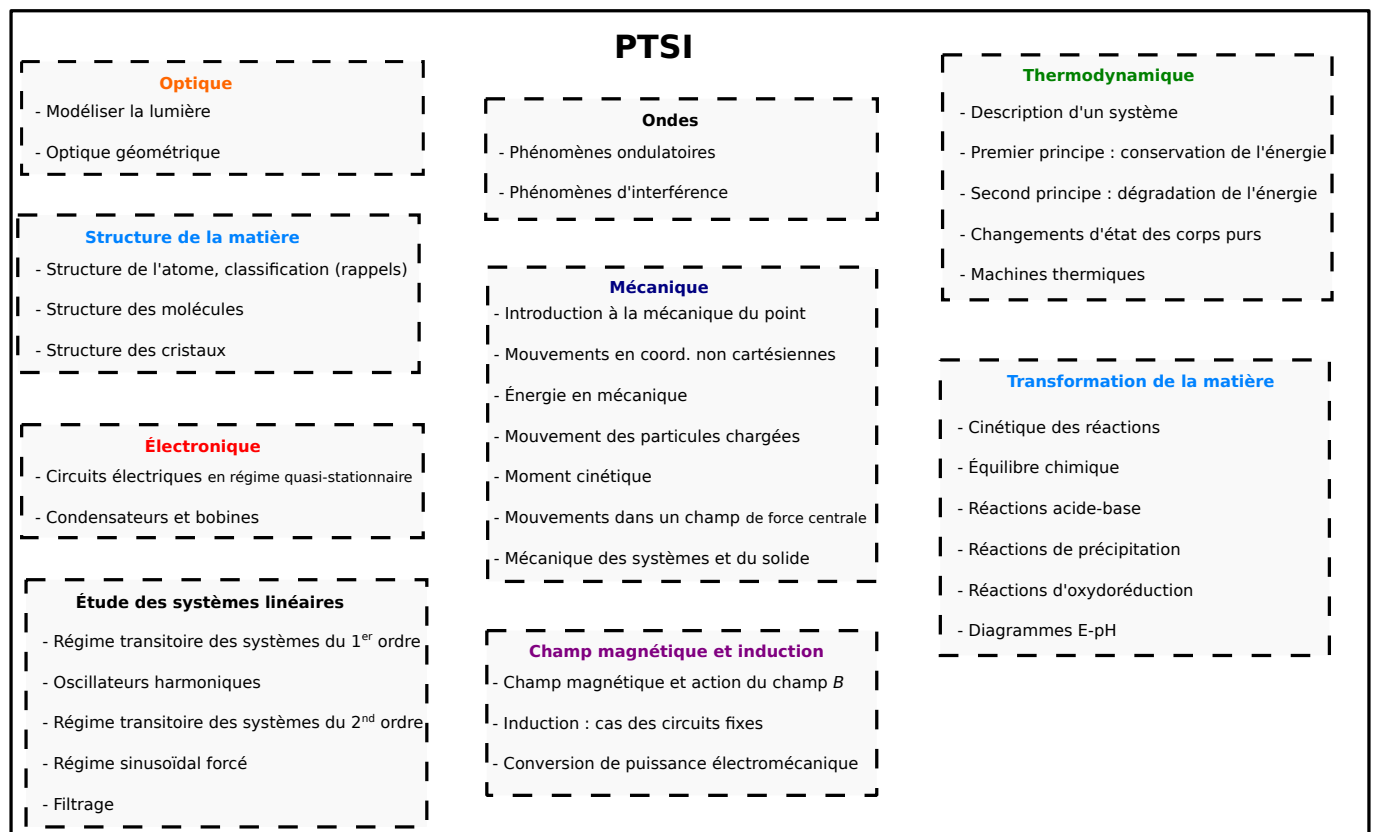 PTSI
Optique
- Modéliser la lumière
- Optique géométrique
Structure de la matière
- Structure de l'atome, classification (rappels)
- Structure des molécules
- Structure des cristaux
Électronique
- Circuits électriques en régime quasi-stationnaire
- Condensateurs et bobines
Étude des systèmes linéaires
- Régime transitoire des systèmes du 1er ordre
- Oscillateurs harmoniques
- Régime transitoire des systèmes du 2nd ordre
- Régime sinusoïdal forcé
- Filtrage
Ondes
- Phénomènes ondulatoires
- Phénomènes d'interférence
Mécanique
- Introduction à la mécanique du point
- Mouvements en coord. non cartésiennes
- Énergie en mécanique
- Mouvement des particules chargées
- Moment cinétique
- Mouvements dans un champ de force centrale
- Mécanique des systèmes et du solide
Champ magnétique et induction
- Champ magnétique et action du champ B
- Induction : cas des circuits fixes
- Conversion de puissance électromécanique
Thermodynamique
- Description d'un système
- Premier principe : conservation de l'énergie
- Second principe : dégradation de l'énergie
- Changements d'état des corps purs
- Machines thermiques
Transformation de la matière
- Cinétique des réactions
- Équilibre chimique
- Réactions acide-base
- Réactions de précipitation
- Réactions d'oxydoréduction
- Diagrammes E-pH